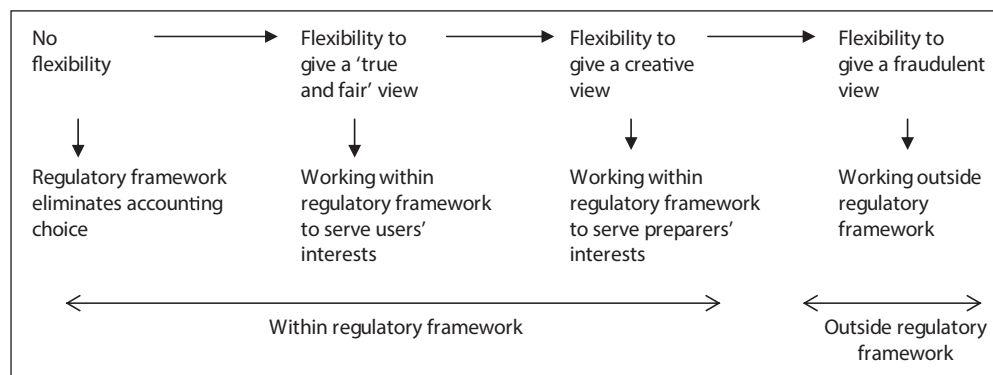 No
flexibility
Flexibility to
give a ‘true
and fair’ view
Flexibility to
give a creative
view
Flexibility to
give a fraudulent
view
Regulatory framework
eliminates accounting
choice
Working within
regulatory framework
to serve users’
interests
Working within
regulatory framework
to serve preparers’
interests
Working outside
regulatory
framework
Within regulatory framework
Outside regulatory
framework